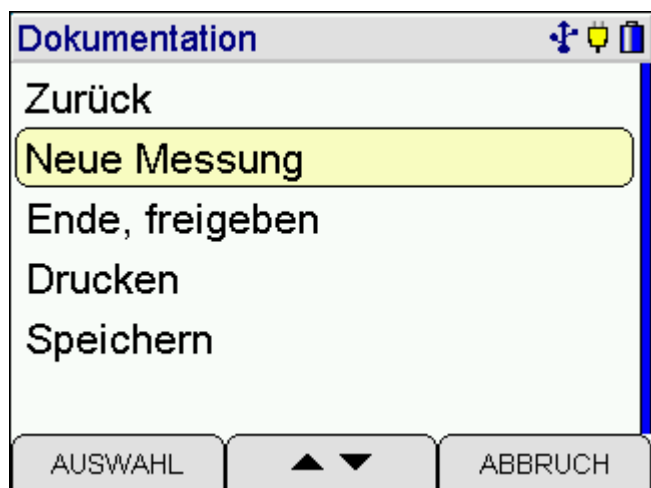 Dokumentation
Zurück
Neue Messung
Ende, freigeben
Drucken
Speichern
AUSWAHL
ABBRUCH